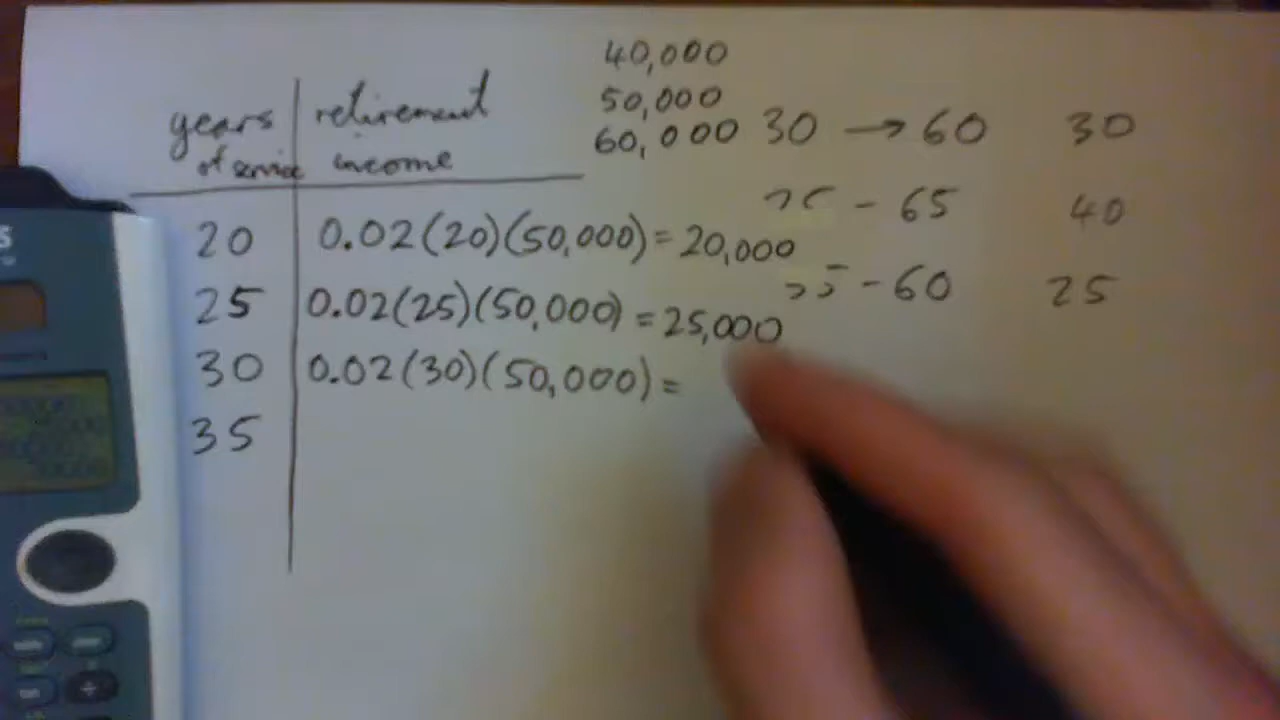 40,000
50,000
60,000 30 → 60 30
years | retirement
of service income
- 65 40
20 0.02(20)(50,000) = 20,000
- 60 25
25 0.02(25)(50,000) = 25,000
30 0.02(30)(50,000) =
35